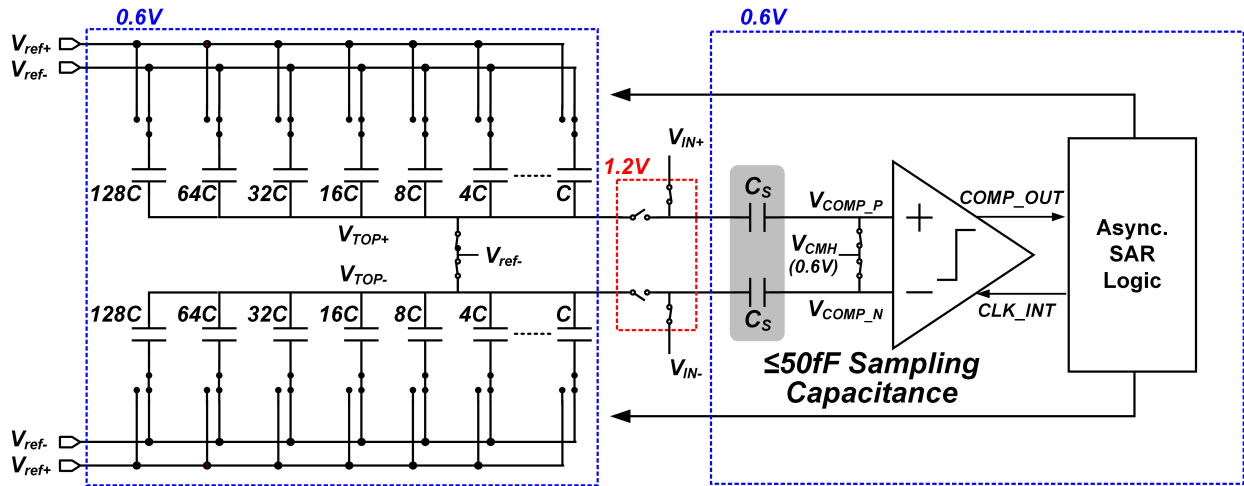 0.6V
0.6V
Vref+
Vref-
1.2V
VIN+
128C 64C 32C 16C 8C 4C C
CS
VCOMP_P
COMP_OUT
VTOP+
Vref-
VCMH
(0.6V)
Async.
SAR
Logic
VTOP-
128C 64C 32C 16C 8C 4C C
CS
VCOMP_N
CLK_INT
VIN-
≤50fF Sampling
Capacitance
Vref-
Vref+